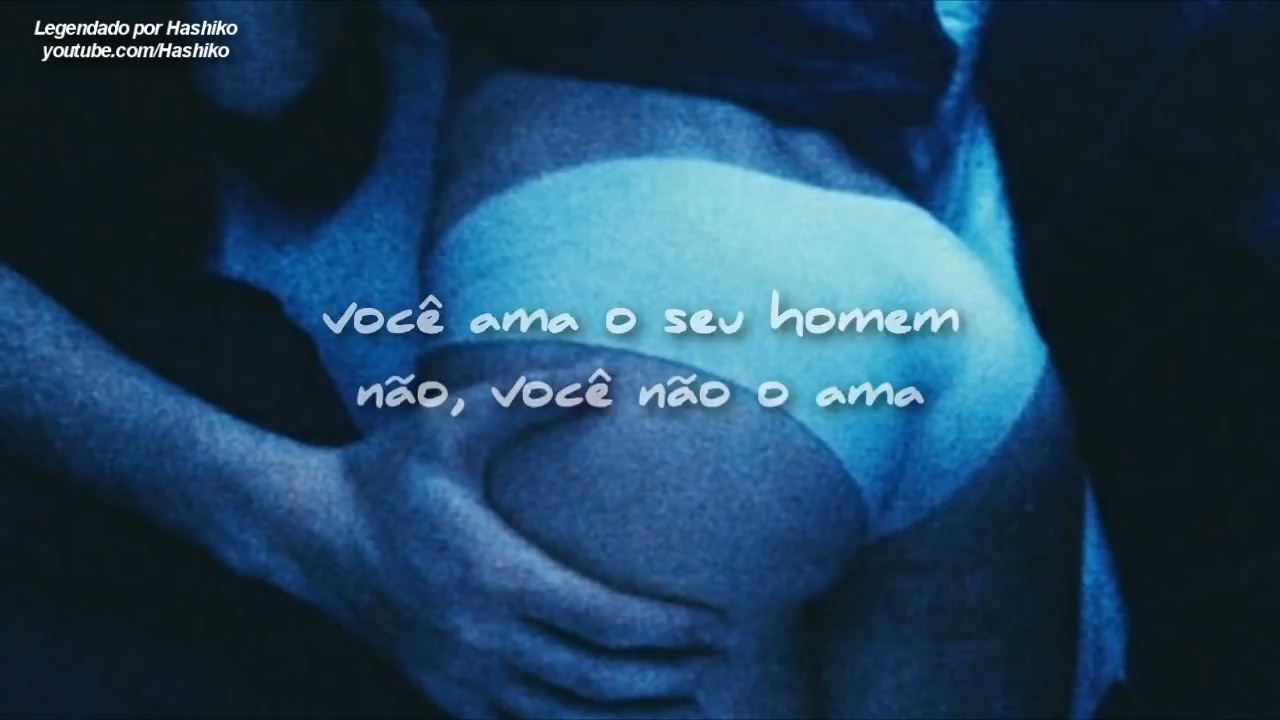 Legendado por Hashiko
youtube.com/Hashiko
você ama o seu homem
não, você não o ama